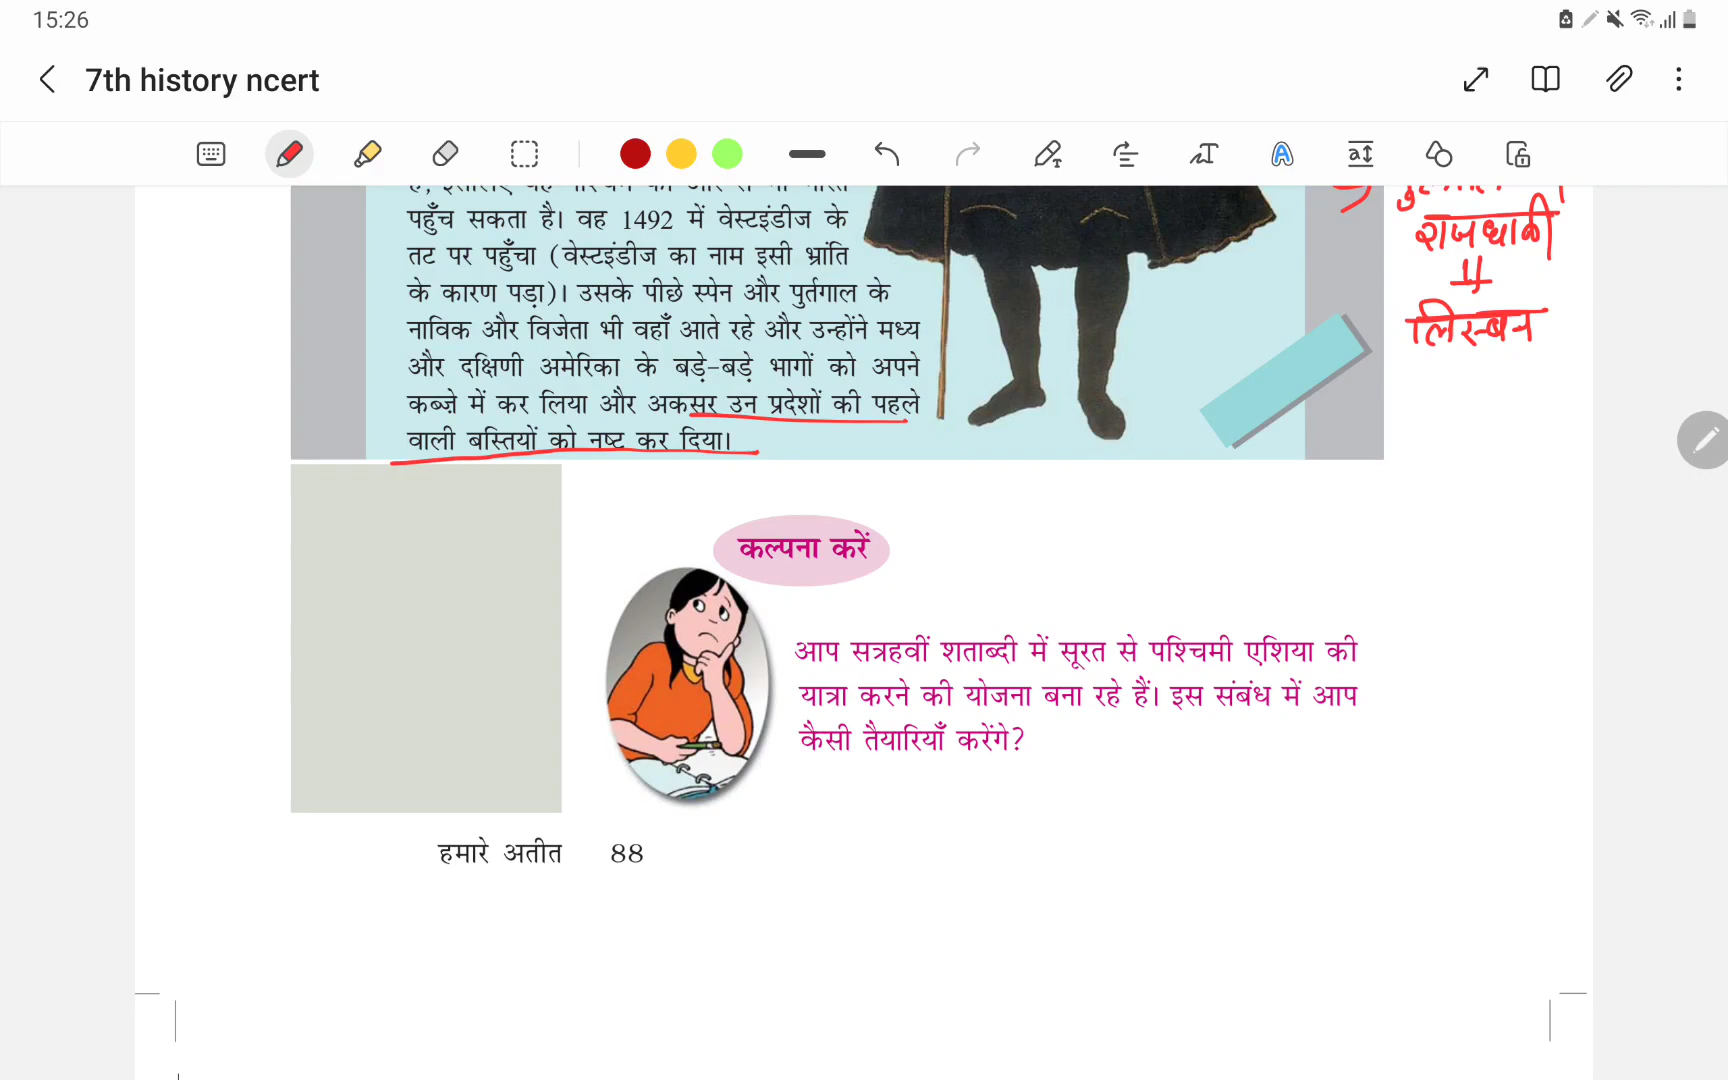 15:26
7th history ncert
पहुँच सकता है। वह 1492 में वेस्टइंडीज के
तट पर पहुँचा (वेस्टइंडीज का नाम इसी भ्रांति
के कारण पड़ा)। उसके पीछे स्पेन और पुर्तगाल के
नाविक और विजेता भी वहाँ आते रहे और उन्होंने मध्य
और दक्षिणी अमेरिका के बड़े-बड़े भागों को अपने
कब्ज़े में कर लिया और अकसर उन प्रदेशों की पहले
वाली बस्तियों को नष्ट कर दिया।
राजधानी
लिस्बन
कल्पना करें
आप सत्रहवीं शताब्दी में सूरत से पश्चिमी एशिया की
यात्रा करने की योजना बना रहे हैं। इस संबंध में आप
कैसी तैयारियाँ करेंगे?
हमारे अतीत 88